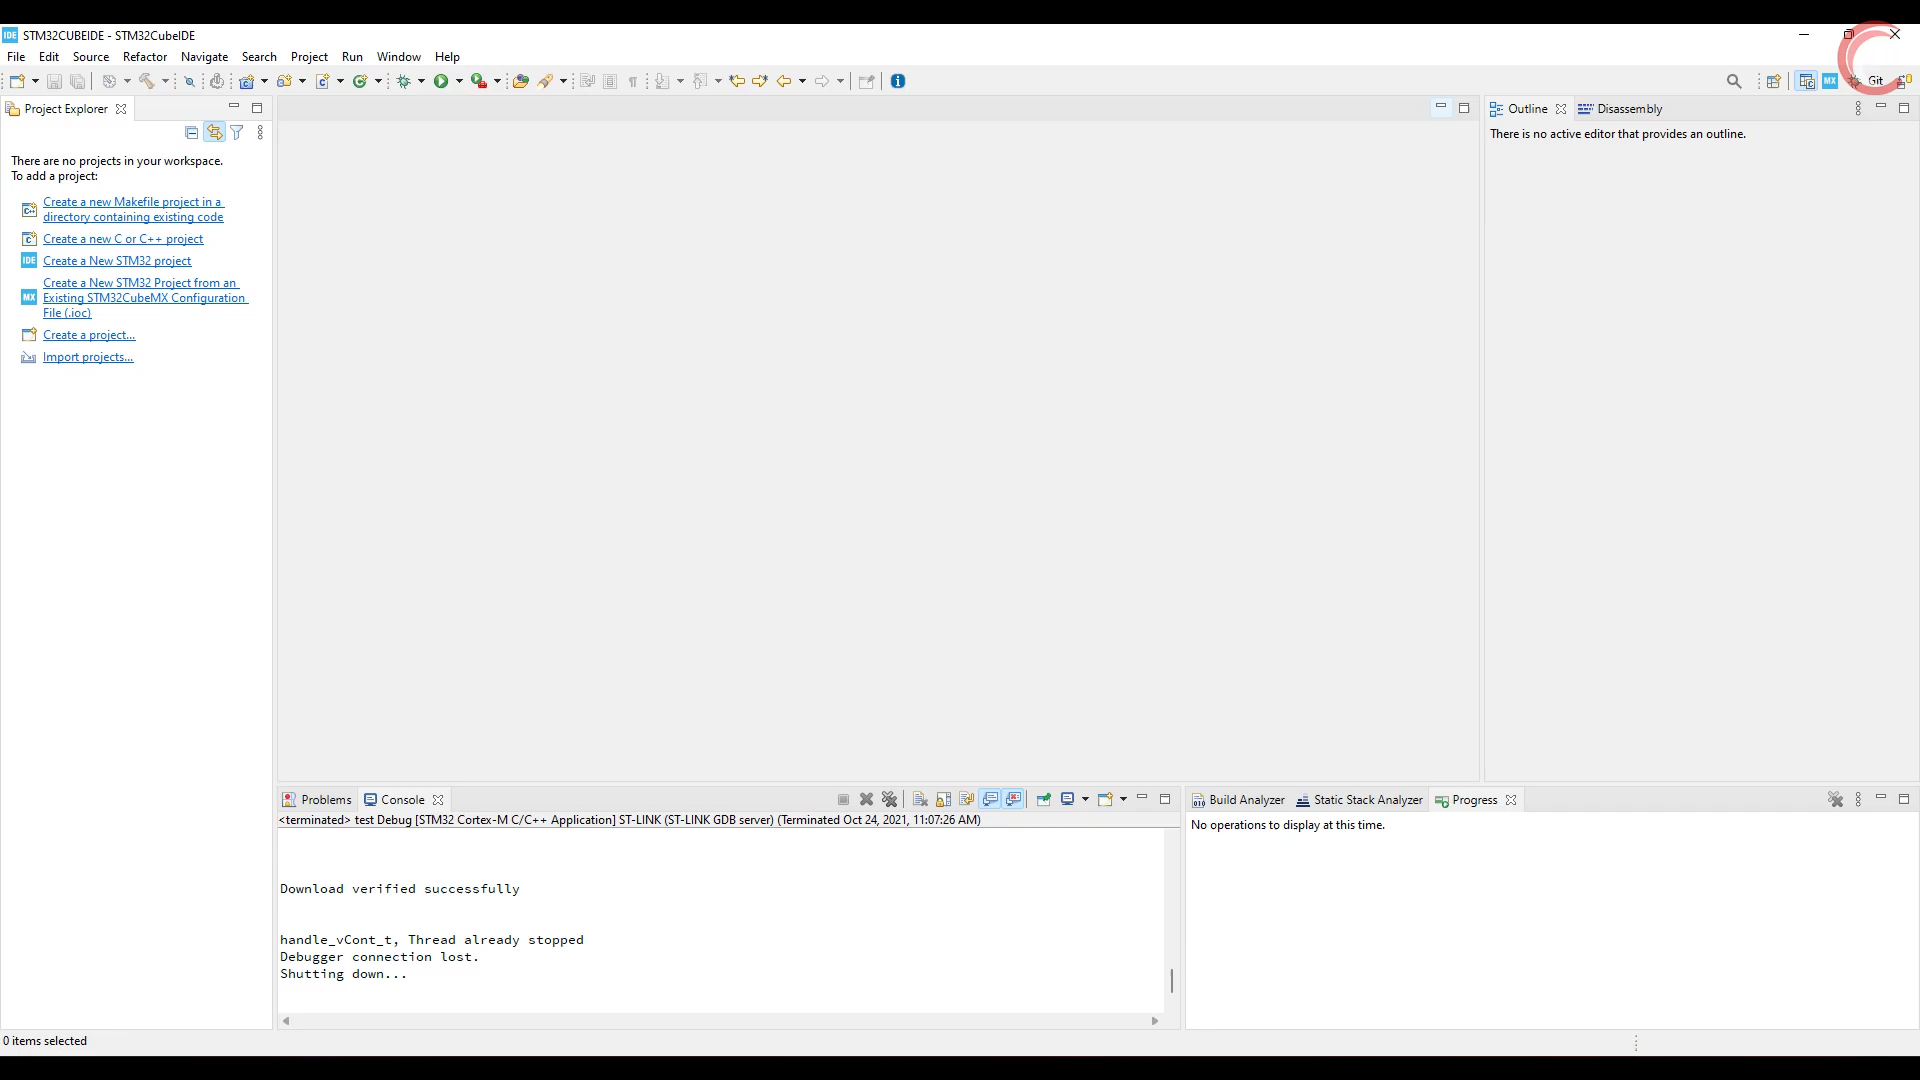 IDE STM32CUBEIDE - STM32CubeIDE
File Edit Source Refactor Navigate Search Project Run Window Help
MX Git
Project Explorer
Outline Disassembly
There is no active editor that provides an outline.
There are no projects in your workspace.
To add a project:
Create a new Makefile project in a
directory containing existing code
Create a new C or C++ project
IDE Create a New STM32 project
Create a New STM32 Project from an
MX Existing STM32CubeMX Configuration
File (.ioc)
Create a project...
Import projects...
Problems Console
<terminated> test Debug [STM32 Cortex-M C/C++ Application] ST-LINK (ST-LINK GDB server) (Terminated Oct 24, 2021, 11:07:26 AM)
Download verified successfully
handle_vCont_t, Thread already stopped
Debugger connection lost.
Shutting down...
Build Analyzer Static Stack Analyzer Progress
No operations to display at this time.
0 items selected